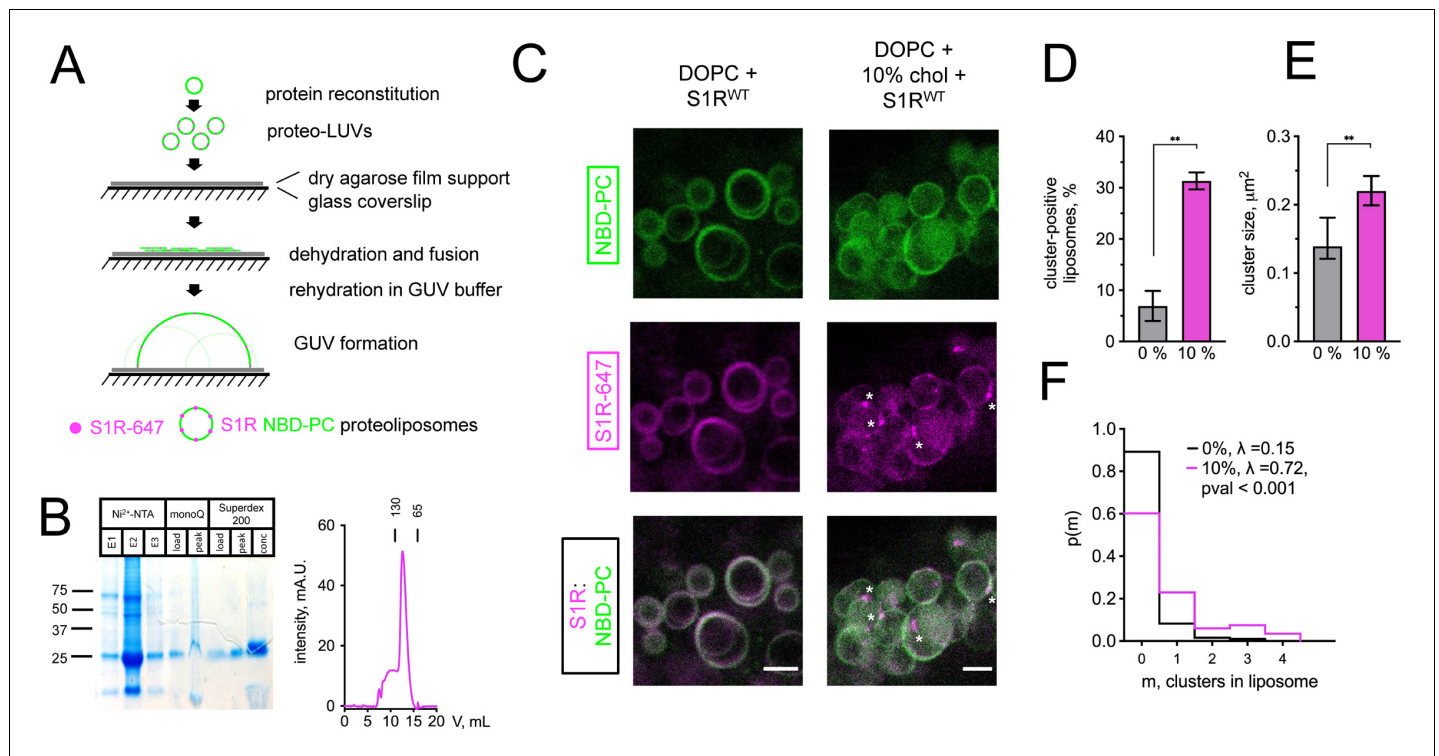 A
protein reconstitution
proteo-LUVs
dry agarose film support
glass coverslip
dehydration and fusion
rehydration in GUV buffer
GUV formation
S1R-647
S1R NBD-PC proteoliposomes
B
Ni²⁺-NTA
monoQ
Superdex
200
E1
E2
E3
load
peak
load
peak
conc
75
50
37
25
130
65
60
40
20
0
intensity, mA.U.
0 5 10 15 20
V, mL
C
DOPC +
S1Rᵂᵀ
DOPC +
10% chol +
S1Rᵂᵀ
NBD-PC
S1R-647
*
*
*
*
S1R:
NBD-PC
*
*
*
*
D
40
30
20
10
0
cluster-positive
liposomes, %
**
0 % 10 %
E
0.3
0.2
0.1
0.0
cluster size, µm²
**
0 % 10 %
F
1.0
0.8
0.6
0.4
0.2
0.0
p(m)
0%, λ =0.15
10%, λ =0.72,
pval < 0.001
0 1 2 3 4
m, clusters in liposome